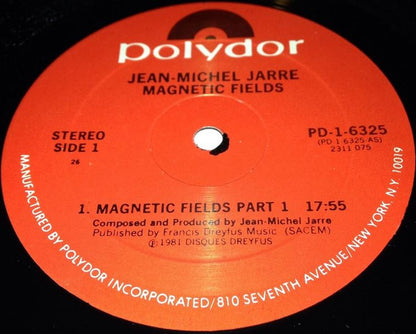 polydor
JEAN-MICHEL JARRE
MAGNETIC FIELDS
STEREO
SIDE 1
26
PD-1-6325
(PD 1 6325-AS)
2311 075
1. MAGNETIC FIELDS PART 1 17:55
Composed and Produced by Jean-Michel Jarre
Published by Francis Dreyfus Music (SACEM)
℗ 1981 DISQUES DREYFUS
MANUFACTURED BY POLYDOR INCORPORATED/810 SEVENTH AVENUE/NEW YORK, N.Y. 10019